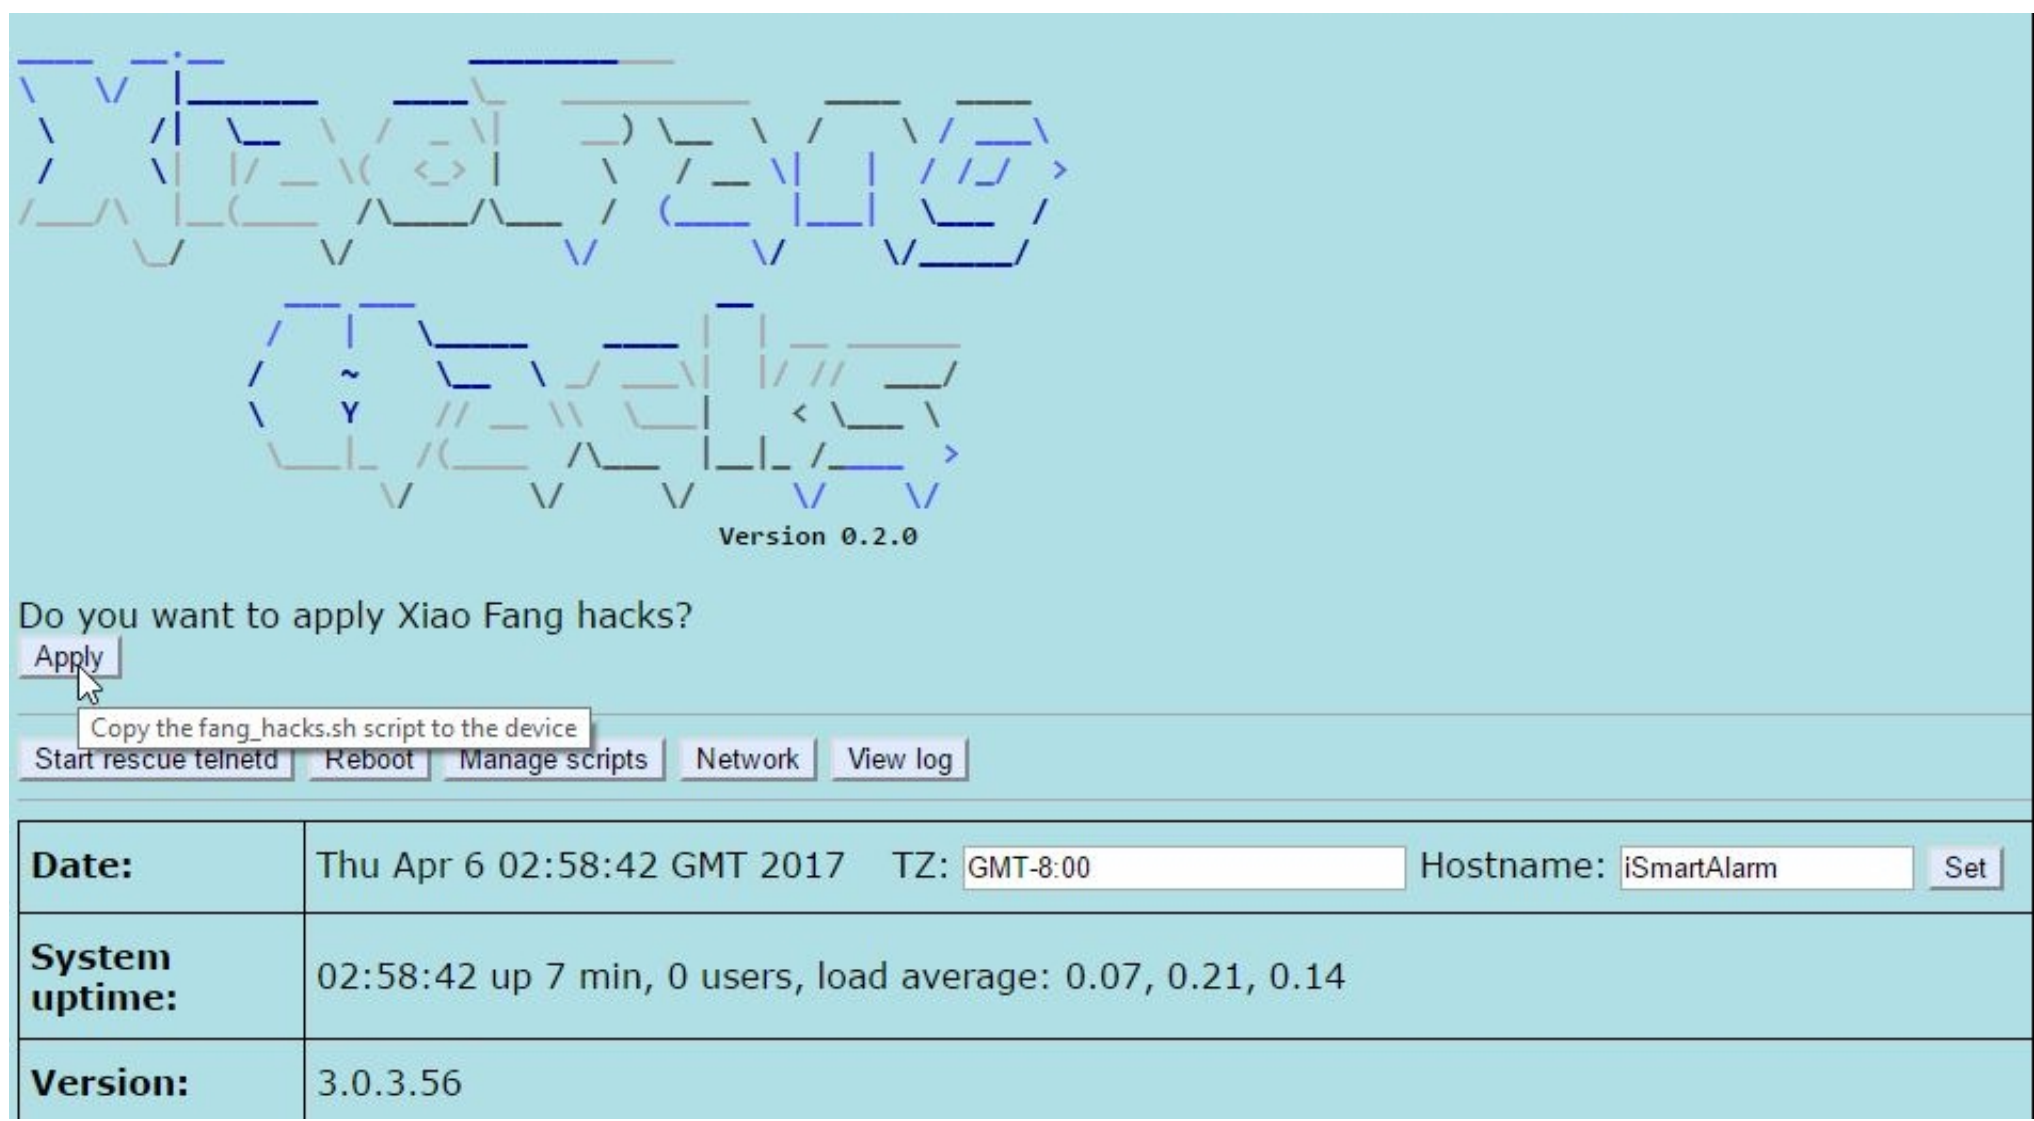 XiaoFang
Hacks
Version 0.2.0
Do you want to apply Xiao Fang hacks?
Apply
Copy the fang_hacks.sh script to the device
Start rescue telnetd Reboot Manage scripts Network View log
Date: Thu Apr 6 02:58:42 GMT 2017 TZ: GMT-8:00 Hostname: iSmartAlarm Set
System uptime: 02:58:42 up 7 min, 0 users, load average: 0.07, 0.21, 0.14
Version: 3.0.3.56